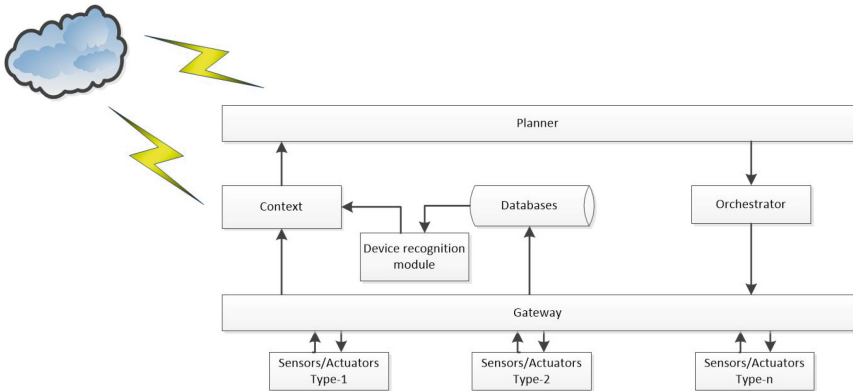 Planner
Context
Databases
Orchestrator
Device recognition
module
Gateway
Sensors/Actuators
Type-1
Sensors/Actuators
Type-2
Sensors/Actuators
Type-n